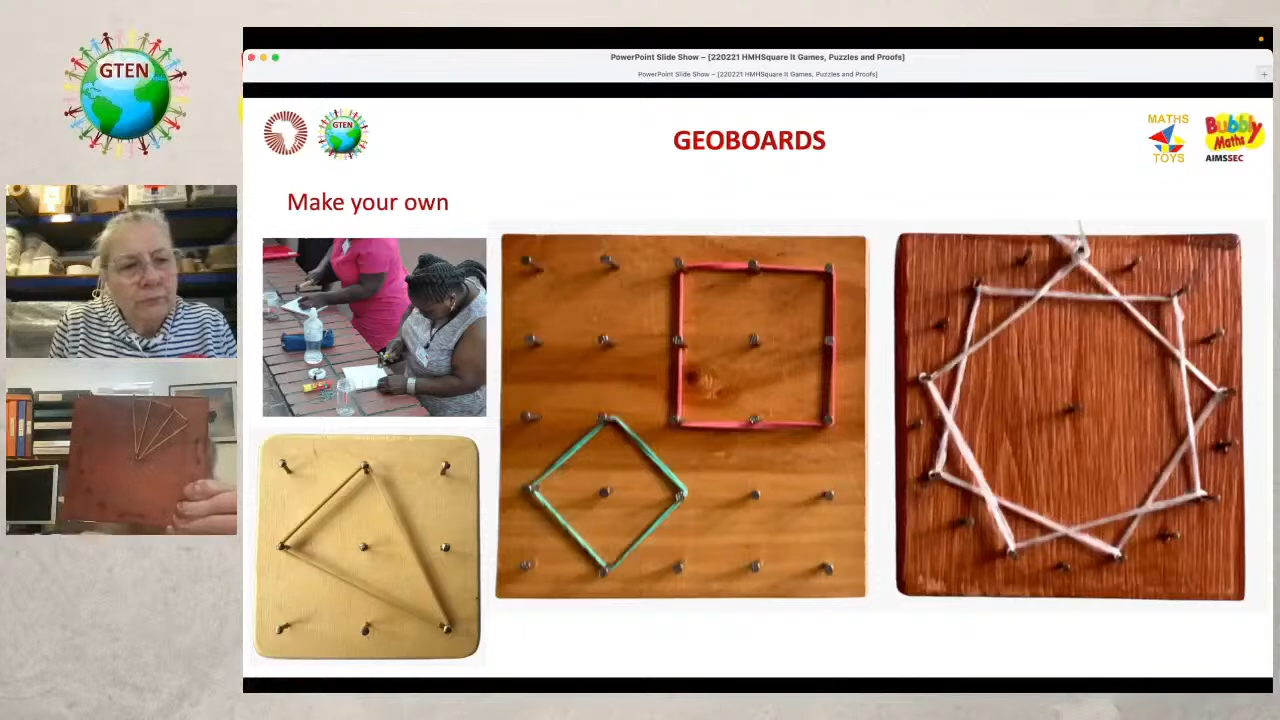 GTEN
PowerPoint Slide Show – [220221 HMHSquare It Games, Puzzles and Proofs]
PowerPoint Slide Show – [220221 HMHSquare It Games, Puzzles and Proofs]
GTEN
GEOBOARDS
MATHS
TOYS
Bubbly
Maths
AIMSSEC
Make your own